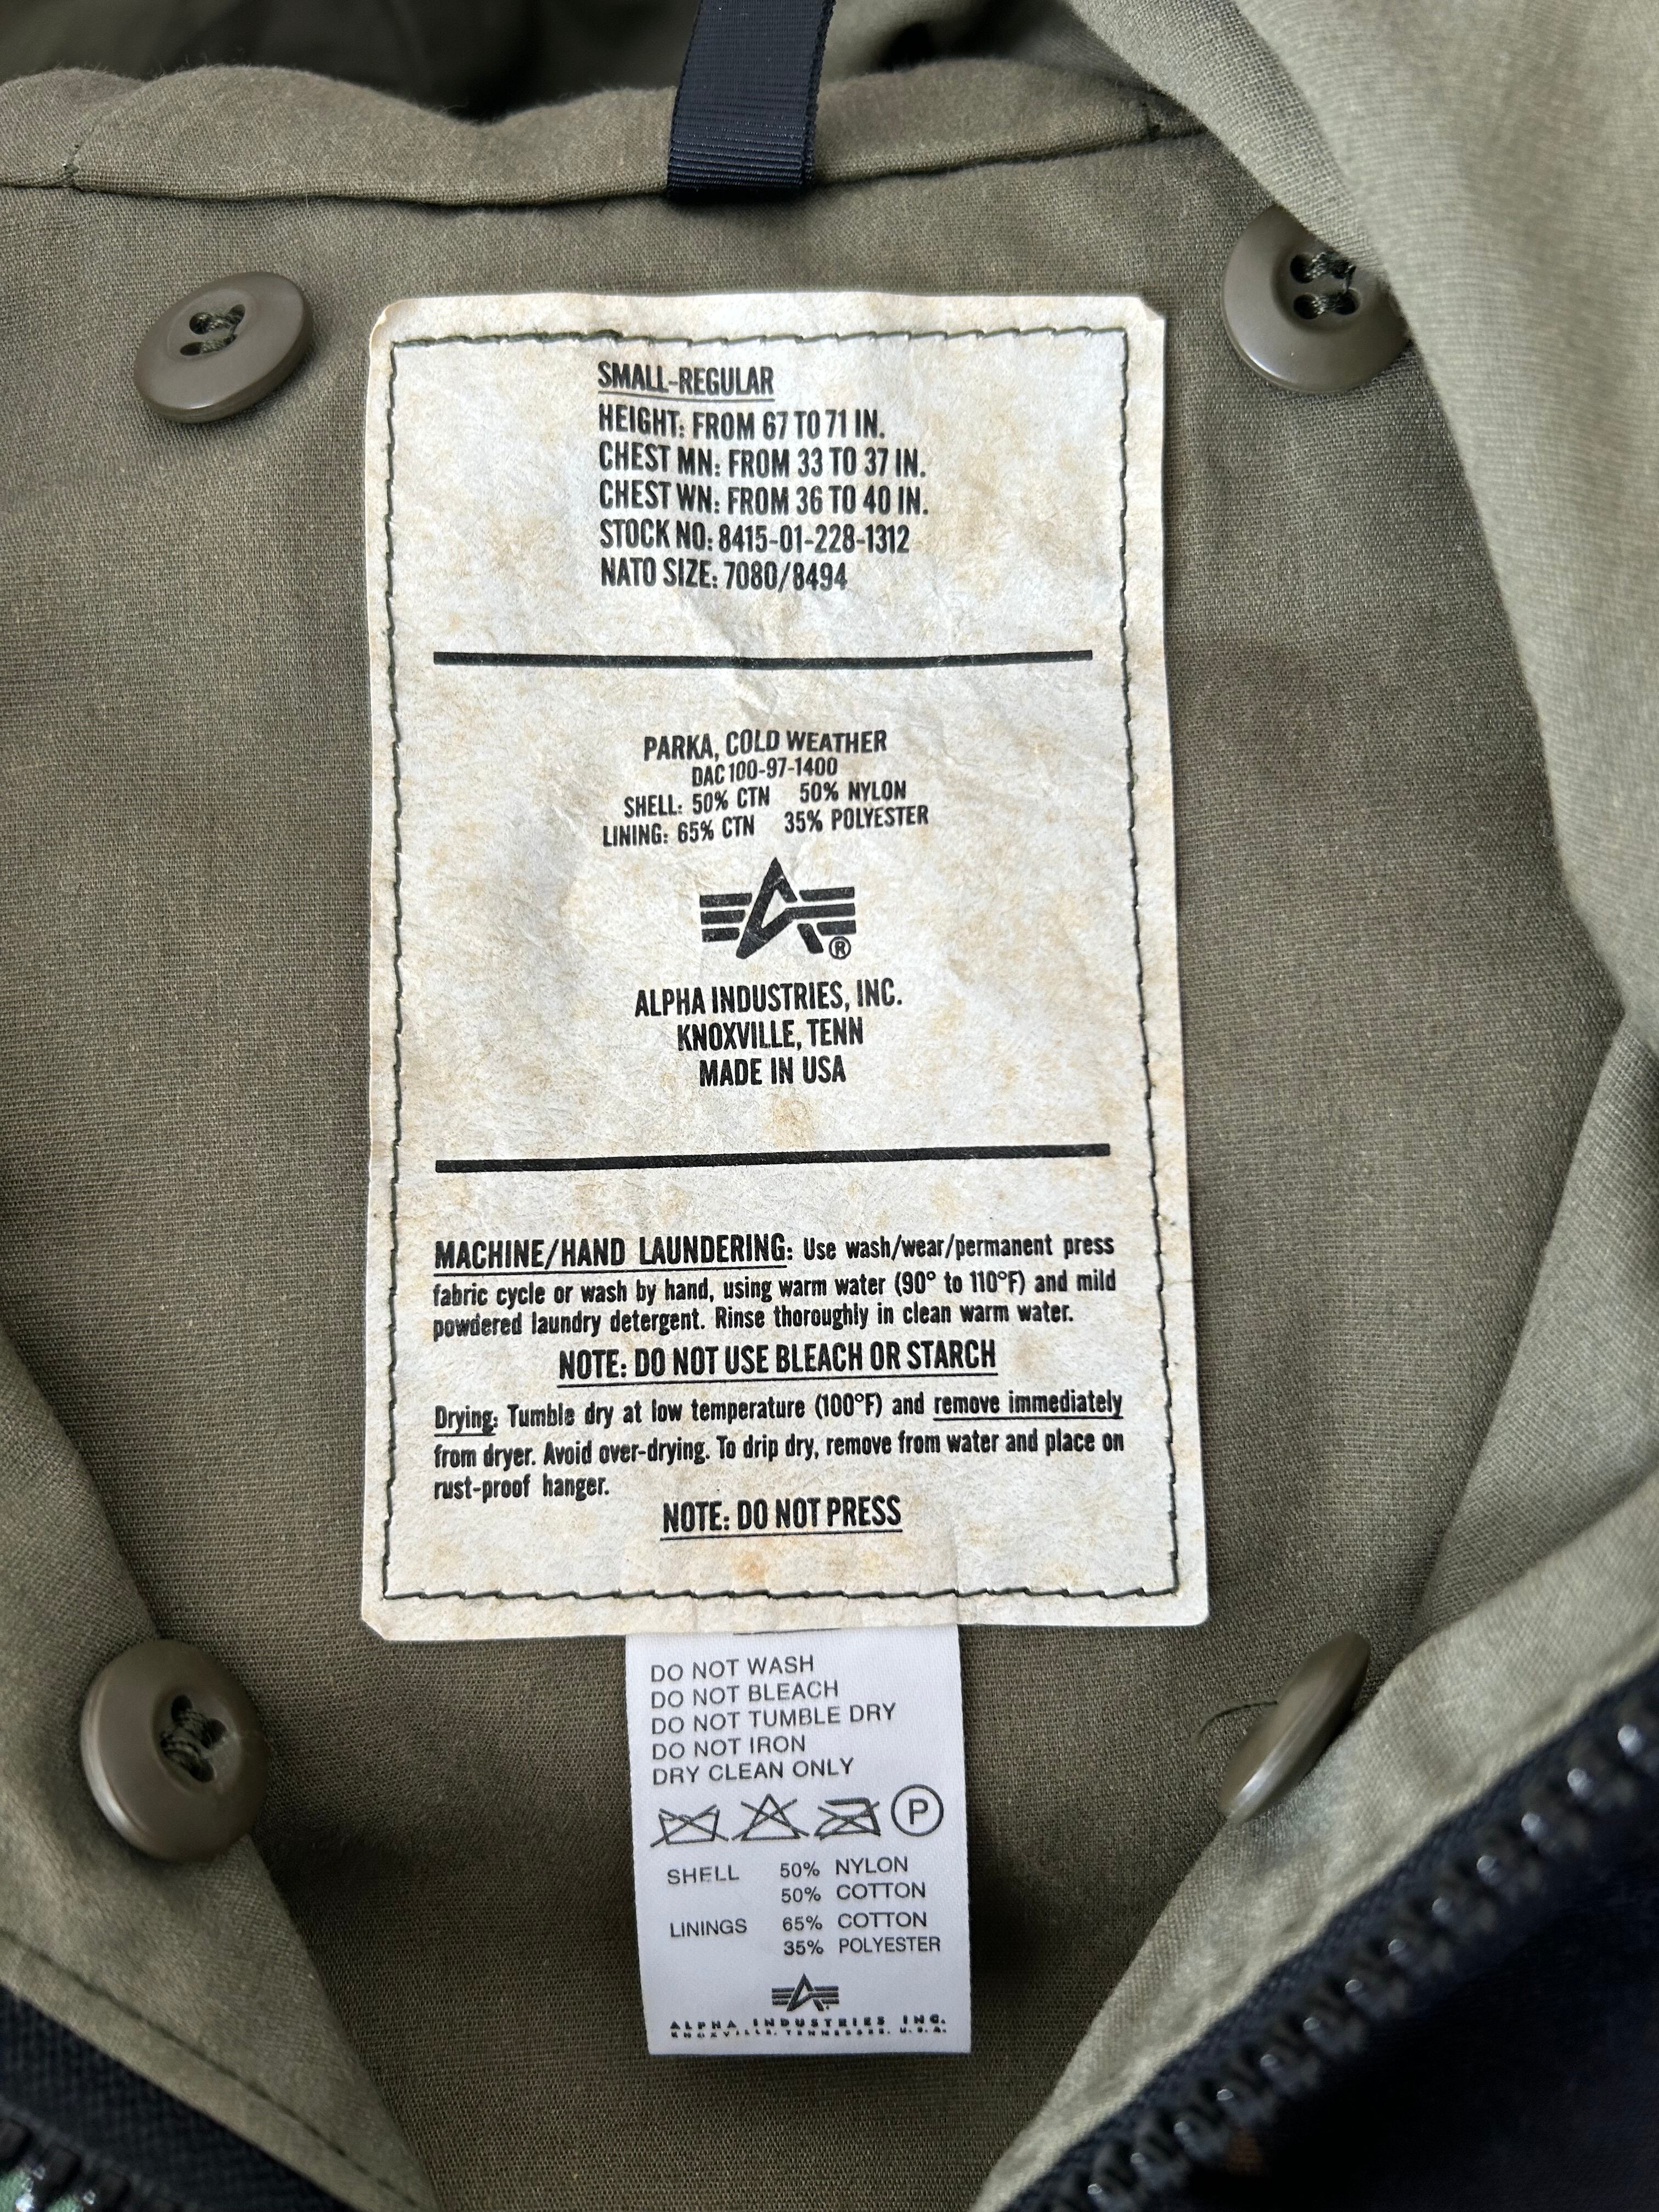 SMALL-REGULAR
HEIGHT: FROM 67 TO 71 IN.
CHEST MN: FROM 33 TO 37 IN.
CHEST WN: FROM 36 TO 40 IN.
STOCK NO: 8415-01-228-1312
NATO SIZE: 7080/8494
PARKA, COLD WEATHER
DAC 100-97-1400
SHELL: 50% CTN 50% NYLON
LINING: 65% CTN 35% POLYESTER
®
ALPHA INDUSTRIES, INC.
KNOXVILLE, TENN
MADE IN USA
MACHINE/HAND LAUNDERING: Use wash/wear/permanent press
fabric cycle or wash by hand, using warm water (90° to 110°F) and mild
powdered laundry detergent. Rinse thoroughly in clean warm water.
NOTE: DO NOT USE BLEACH OR STARCH
Drying: Tumble dry at low temperature (100°F) and remove immediately
from dryer. Avoid over-drying. To drip dry, remove from water and place on
rust-proof hanger.
NOTE: DO NOT PRESS
DO NOT WASH
DO NOT BLEACH
DO NOT TUMBLE DRY
DO NOT IRON
DRY CLEAN ONLY
P
SHELL 50% NYLON
50% COTTON
LININGS 65% COTTON
35% POLYESTER
ALPHA INDUSTRIES INC.
KNOXVILLE, TENNESSEE, U.S.A.